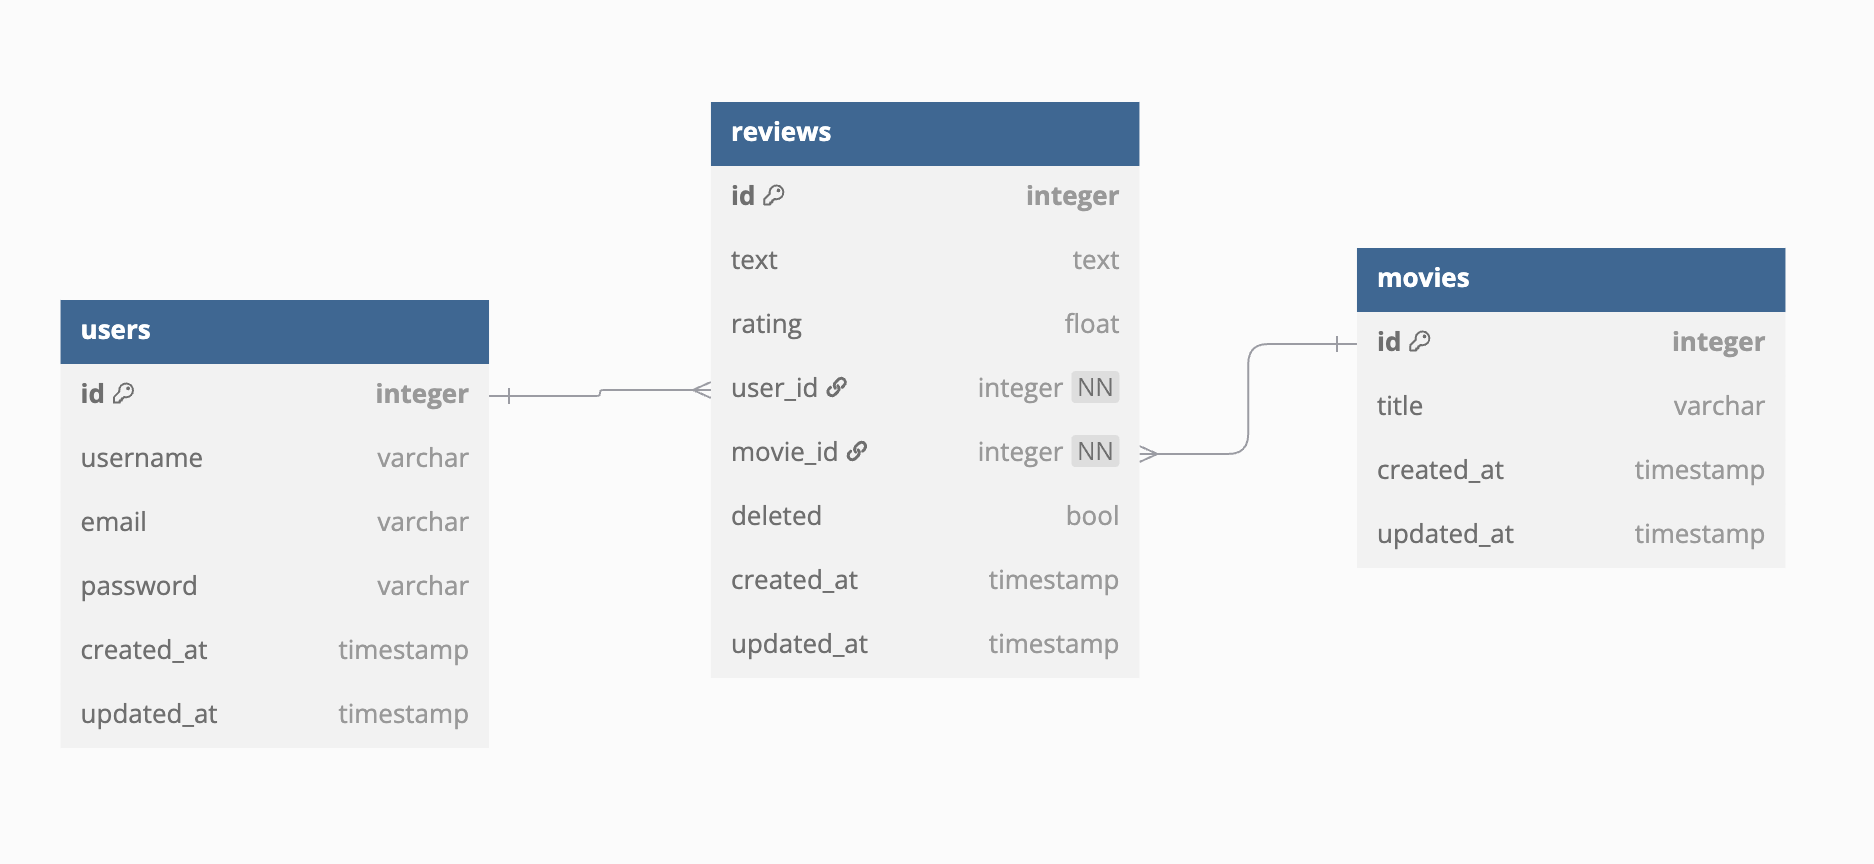 users
id integer
username varchar
email varchar
password varchar
created_at timestamp
updated_at timestamp
reviews
id integer
text text
rating float
user_id integer NN
movie_id integer NN
deleted bool
created_at timestamp
updated_at timestamp
movies
id integer
title varchar
created_at timestamp
updated_at timestamp